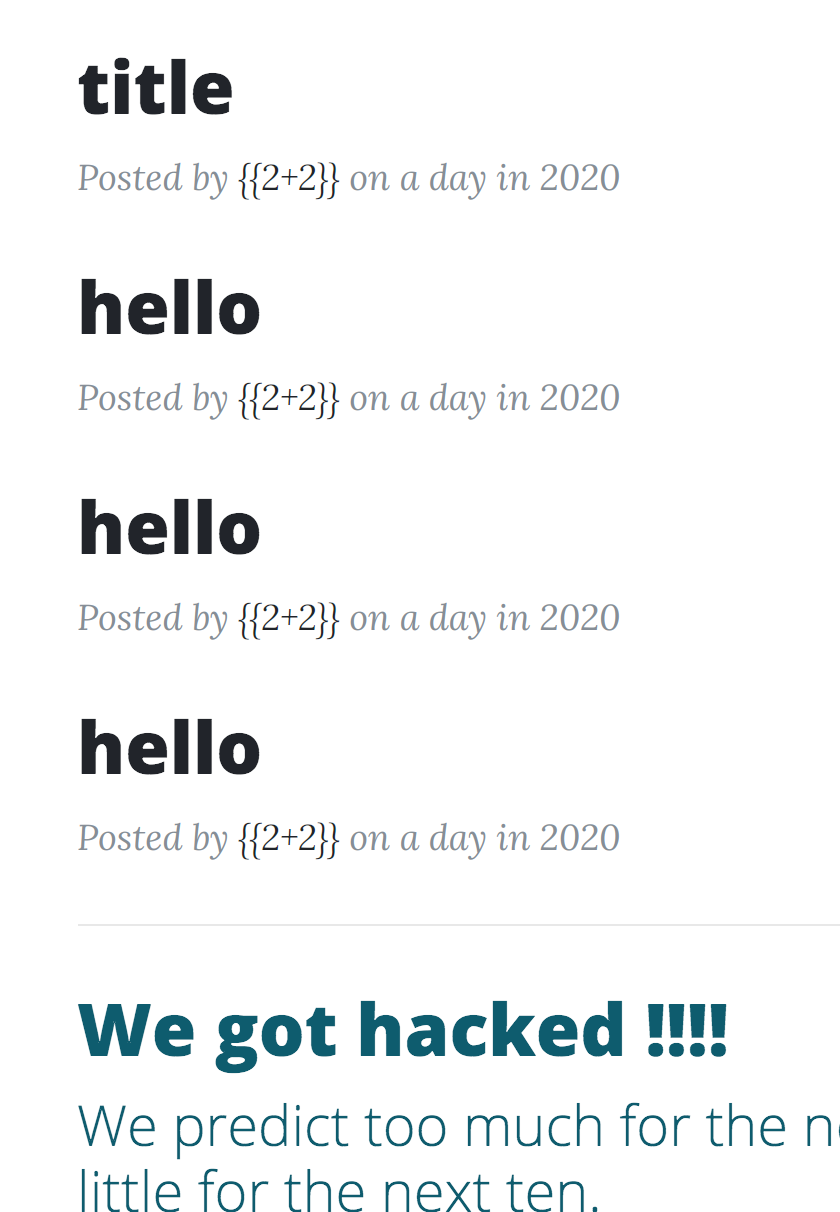 title
Posted by {{2+2}} on a day in 2020
hello
Posted by {{2+2}} on a day in 2020
hello
Posted by {{2+2}} on a day in 2020
hello
Posted by {{2+2}} on a day in 2020
We got hacked !!!!
We predict too much for the
little for the next ten.